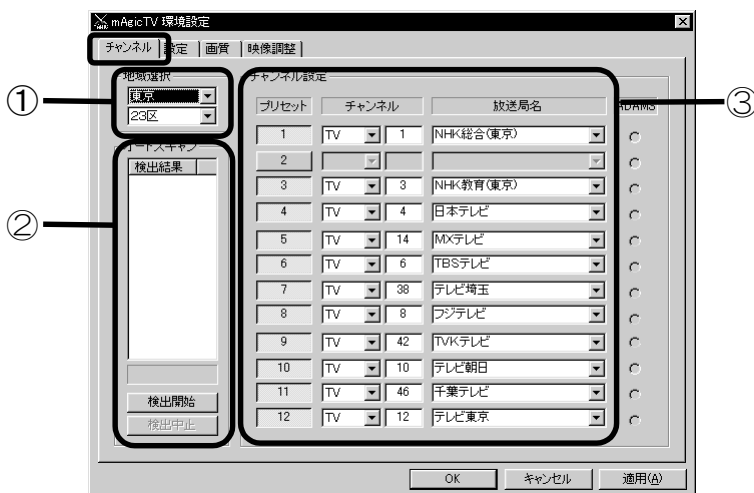 mAgicTV 環境設定
チャンネル 設定 画質 映像調整
①
地域選択
東京
23区
②
オートスキャン
検出結果
検出開始
検出中止
③
チャンネル設定
プリセット チャンネル 放送局名 ADAMS
1 TV 1 NHK総合(東京)
2
3 TV 3 NHK教育(東京)
4 TV 4 日本テレビ
5 TV 14 MXテレビ
6 TV 6 TBSテレビ
7 TV 38 テレビ埼玉
8 TV 8 フジテレビ
9 TV 42 TVKテレビ
10 TV 10 テレビ朝日
11 TV 46 千葉テレビ
12 TV 12 テレビ東京
OK キャンセル 適用(A)